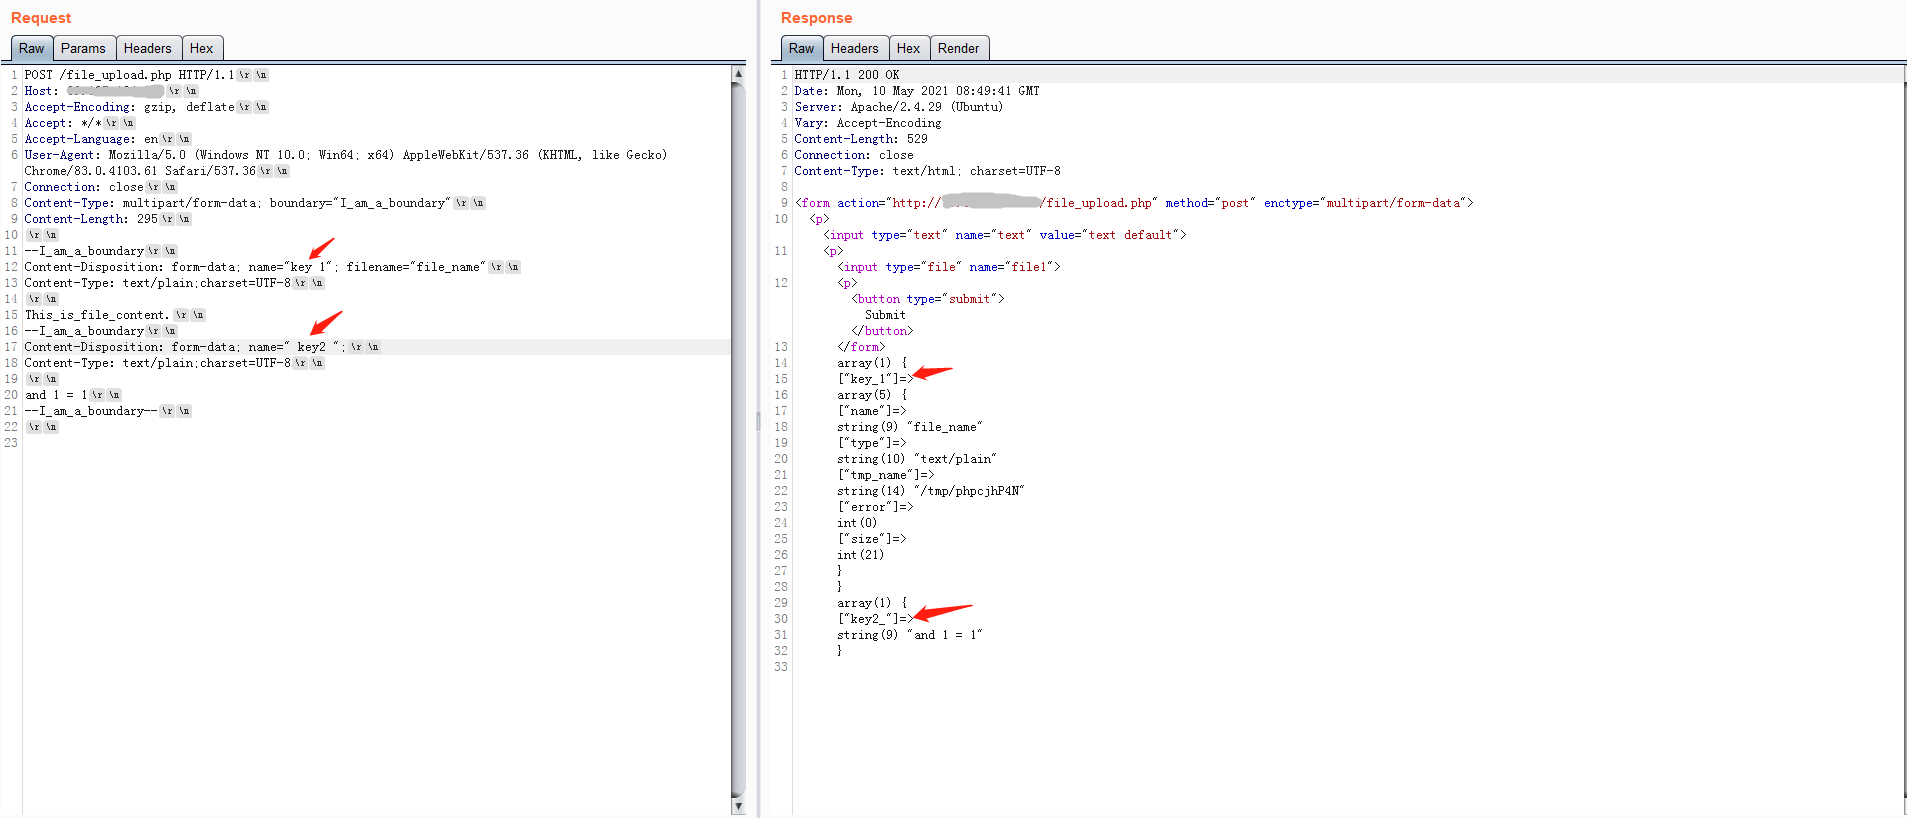 Request
Raw Params Headers Hex
1 POST /file_upload.php HTTP/1.1\r\n
2 Host: \r\n
3 Accept-Encoding: gzip, deflate\r\n
4 Accept: */*\r\n
5 Accept-Language: en\r\n
6 User-Agent: Mozilla/5.0 (Windows NT 10.0; Win64; x64) AppleWebKit/537.36 (KHTML, like Gecko)
Chrome/83.0.4103.61 Safari/537.36\r\n
7 Connection: close\r\n
8 Content-Type: multipart/form-data; boundary="I_am_a_boundary"\r\n
9 Content-Length: 295\r\n
10 \r\n
11 --I_am_a_boundary\r\n
12 Content-Disposition: form-data; name="key 1"; filename="file_name"\r\n
13 Content-Type: text/plain;charset=UTF-8\r\n
14 \r\n
15 This_is_file_content.\r\n
16 --I_am_a_boundary\r\n
17 Content-Disposition: form-data; name=" key2 ";\r\n
18 Content-Type: text/plain;charset=UTF-8\r\n
19 \r\n
20 and 1 = 1\r\n
21 --I_am_a_boundary--\r\n
22 \r\n
23
Response
Raw Headers Hex Render
1 HTTP/1.1 200 OK
2 Date: Mon, 10 May 2021 08:49:41 GMT
3 Server: Apache/2.4.29 (Ubuntu)
4 Vary: Accept-Encoding
5 Content-Length: 529
6 Connection: close
7 Content-Type: text/html; charset=UTF-8
8
9 <form action="http:// /file_upload.php" method="post" enctype="multipart/form-data">
10 <p>
<input type="text" name="text" value="text default">
11 <p>
<input type="file" name="file1">
12 <p>
<button type="submit">
Submit
</button>
13 </form>
14 array(1) {
15 ["key_1"]=>
16 array(5) {
17 ["name"]=>
18 string(9) "file_name"
19 ["type"]=>
20 string(10) "text/plain"
21 ["tmp_name"]=>
22 string(14) "/tmp/phpcjhP4N"
23 ["error"]=>
24 int(0)
25 ["size"]=>
26 int(21)
27 }
28 }
29 array(1) {
30 ["key2_"]=>
31 string(9) "and 1 = 1"
32 }
33